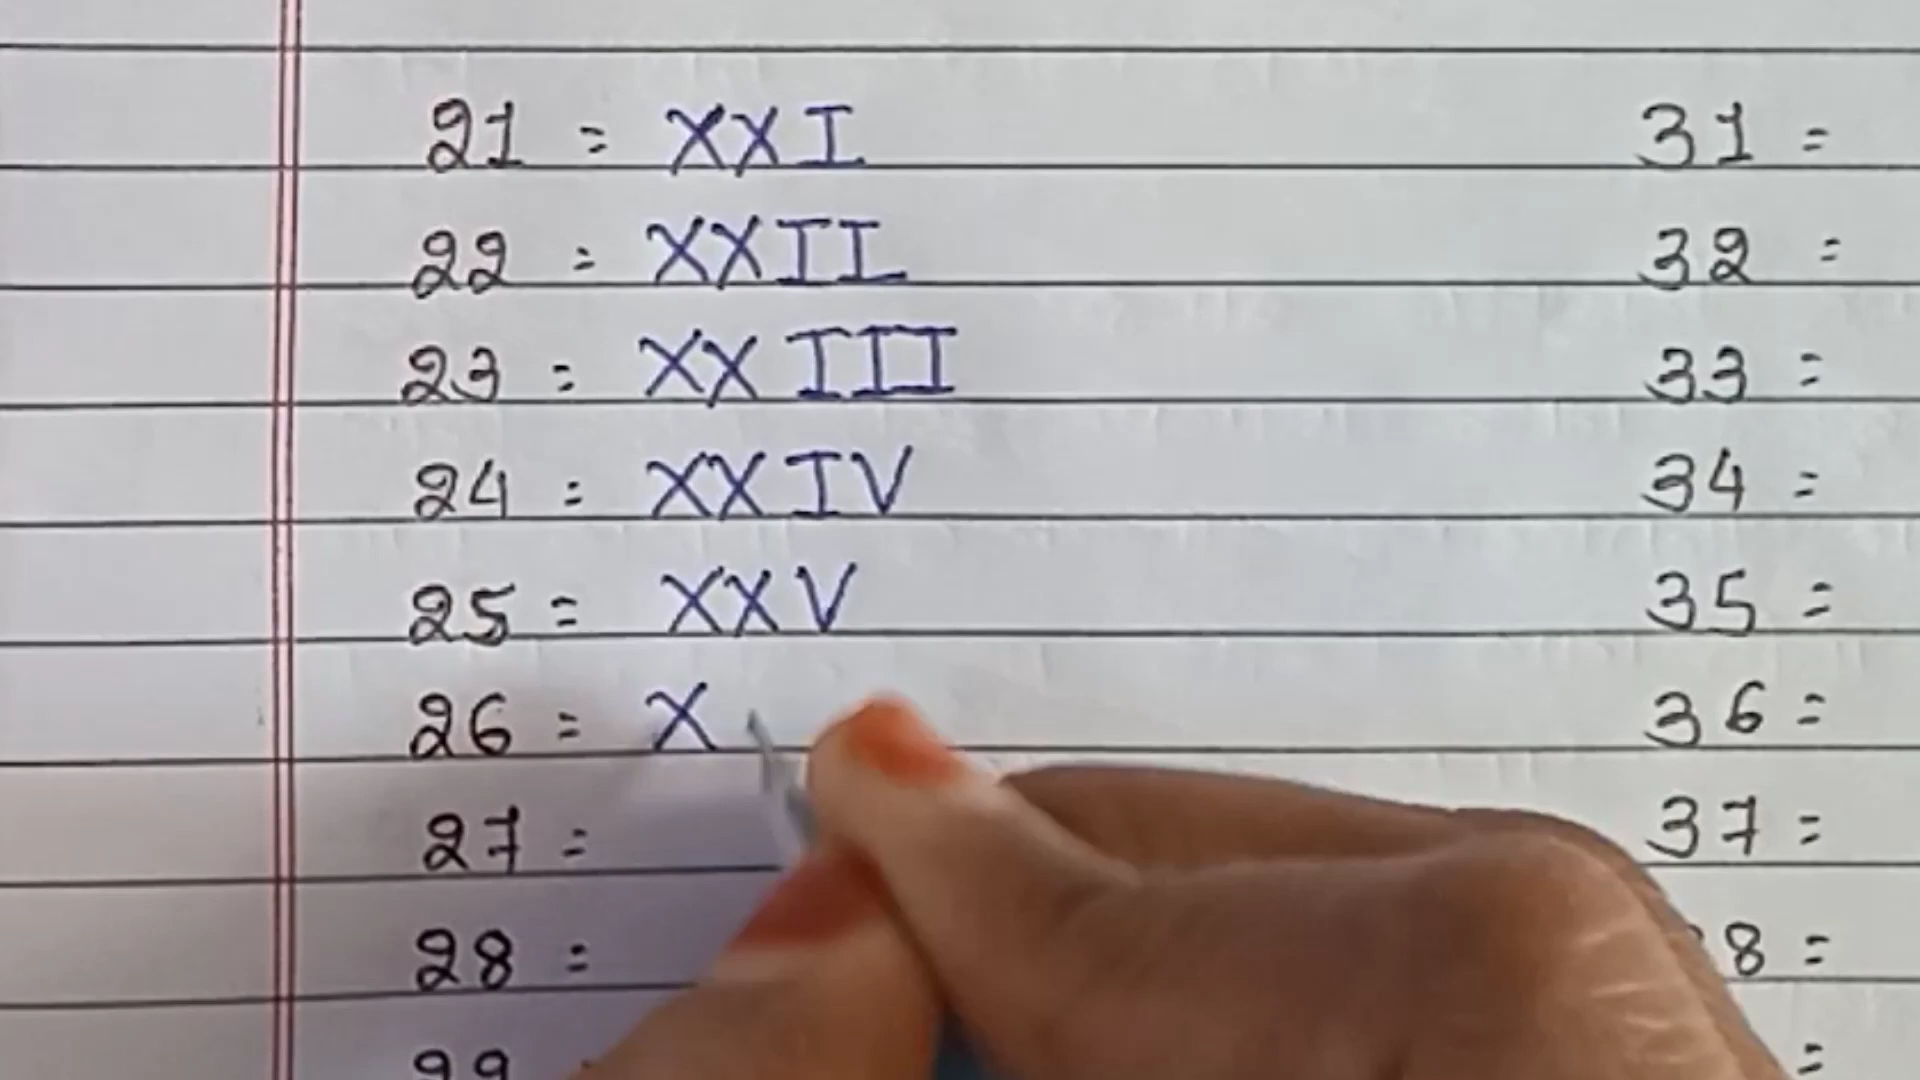 21 = XXI
22 = XXII
23 = XXIII
24 = XXIV
25 = XXV
26 = X
27 =
28 =
31 =
32 =
33 =
34 =
35 =
36 =
37 =
8 =
=